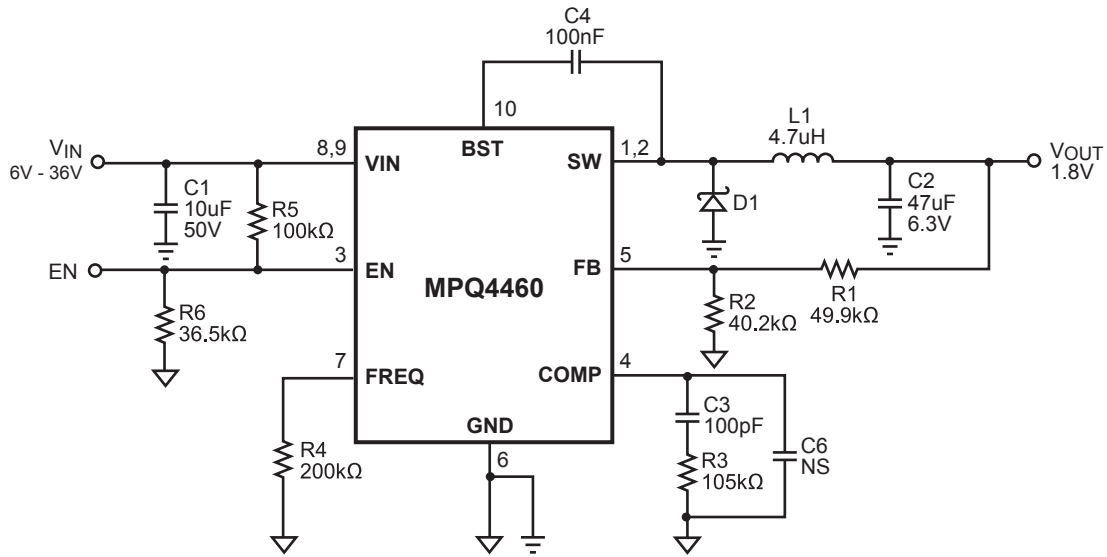 C4
100nF
10
L1
4.7uH
VIN
6V - 36V
8,9
VIN
BST
SW
1,2
VOUT
1.8V
C1
10uF
50V
R5
100kΩ
D1
C2
47uF
6.3V
EN
3
EN
MPQ4460
FB
5
R6
36.5kΩ
R2
40.2kΩ
R1
49.9kΩ
7
FREQ
COMP
4
GND
6
R4
200kΩ
C3
100pF
R3
105kΩ
C6
NS